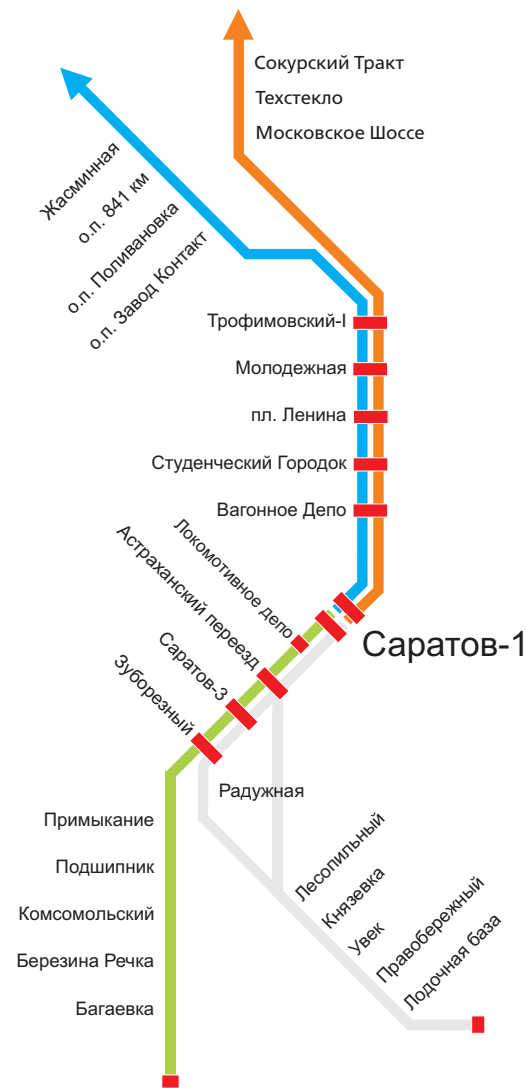 Сокурский Тракт
Техстекло
Московское Шоссе
Жасминная
о.п. 841 км
о.п. Поливановка
о.п. Завод Контакт
Трофимовский-I
Молодежная
пл. Ленина
Студенческий Городок
Вагонное Депо
Локомотивное депо
Астраханский переезд
Саратов-1
Саратов-3
Зуборезный
Радужная
Примыкание
Подшипник
Комсомольский
Березина Речка
Багаевка
Лесопильный
Князевка
Увек
Правобережный
Лодочная база